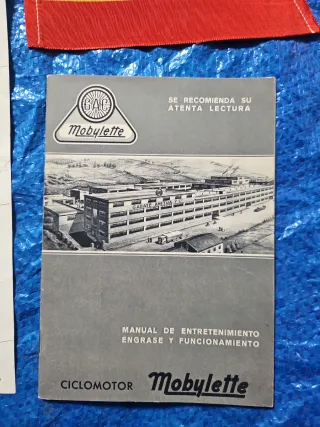 GAC
Mobylette
SE RECOMIENDA SU
ATENTA LECTURA
MANUAL DE ENTRETENIMIENTO
ENGRASE Y FUNCIONAMIENTO
CICLOMOTOR Mobylette